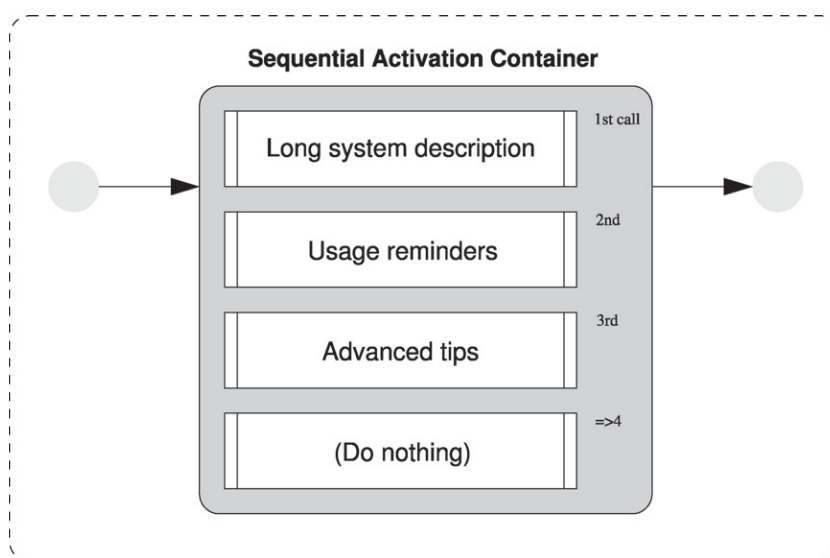 Sequential Activation Container
Long system description
1st call
Usage reminders
2nd
Advanced tips
3rd
(Do nothing)
=>4